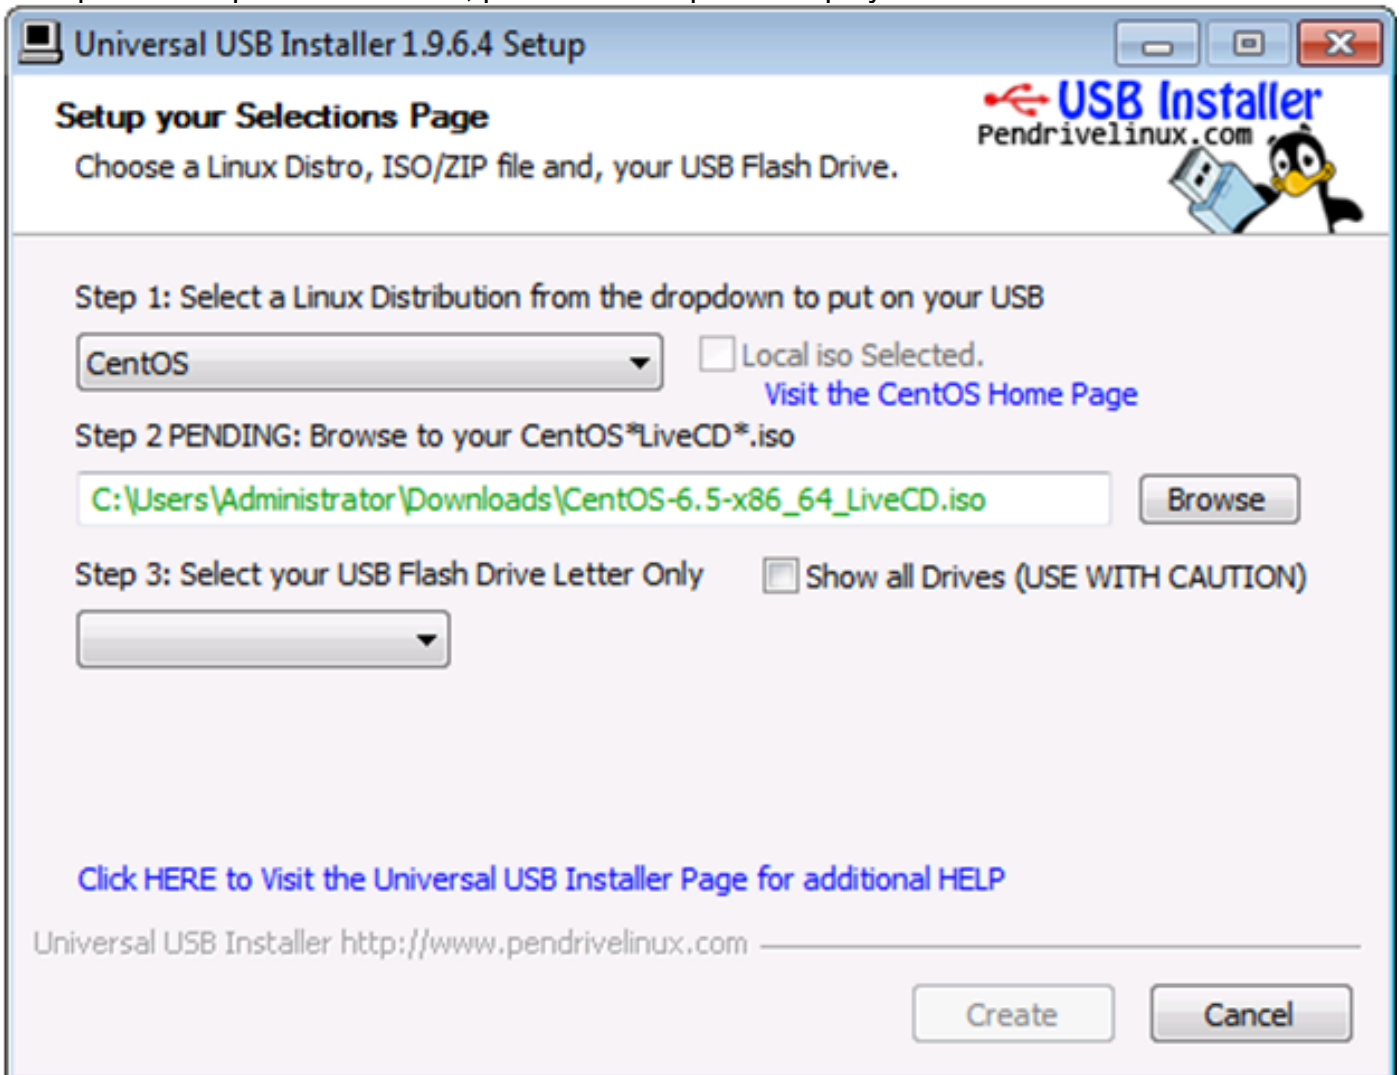 Universal USB Installer 1.9.6.4 Setup
Setup your Selections Page
Choose a Linux Distro, ISO/ZIP file and, your USB Flash Drive.
USB Installer
Pendrivelinux.com
Step 1: Select a Linux Distribution from the dropdown to put on your USB
CentOS
Local iso Selected.
Visit the CentOS Home Page
Step 2 PENDING: Browse to your CentOS*LiveCD*.iso
C:\Users\Administrator\Downloads\CentOS-6.5-x86_64_LiveCD.iso
Browse
Step 3: Select your USB Flash Drive Letter Only
Show all Drives (USE WITH CAUTION)
Click HERE to Visit the Universal USB Installer Page for additional HELP
Universal USB Installer http://www.pendrivelinux.com
Create
Cancel